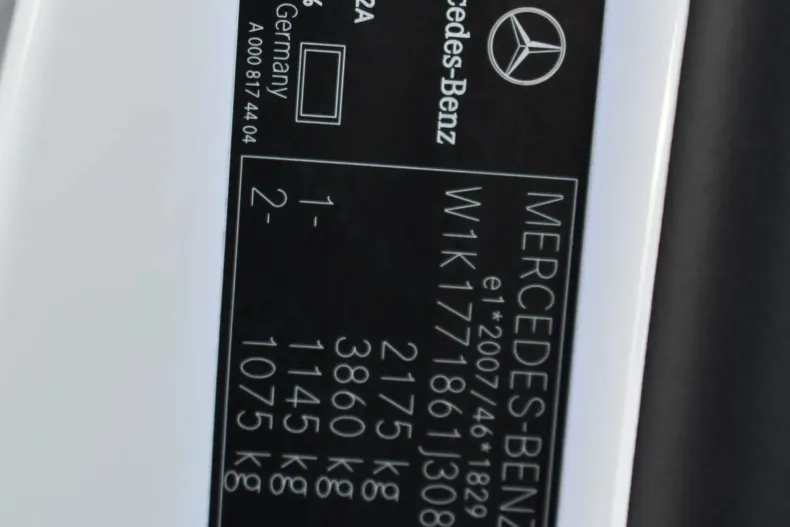 cedes-Benz
2A
Germany
A 000 817 44 04
MERCEDES-BENZ
e1*2007/46*1829
W1K1771861J308
2175 kg
3860 kg
1- 1145 kg
2- 1075 kg